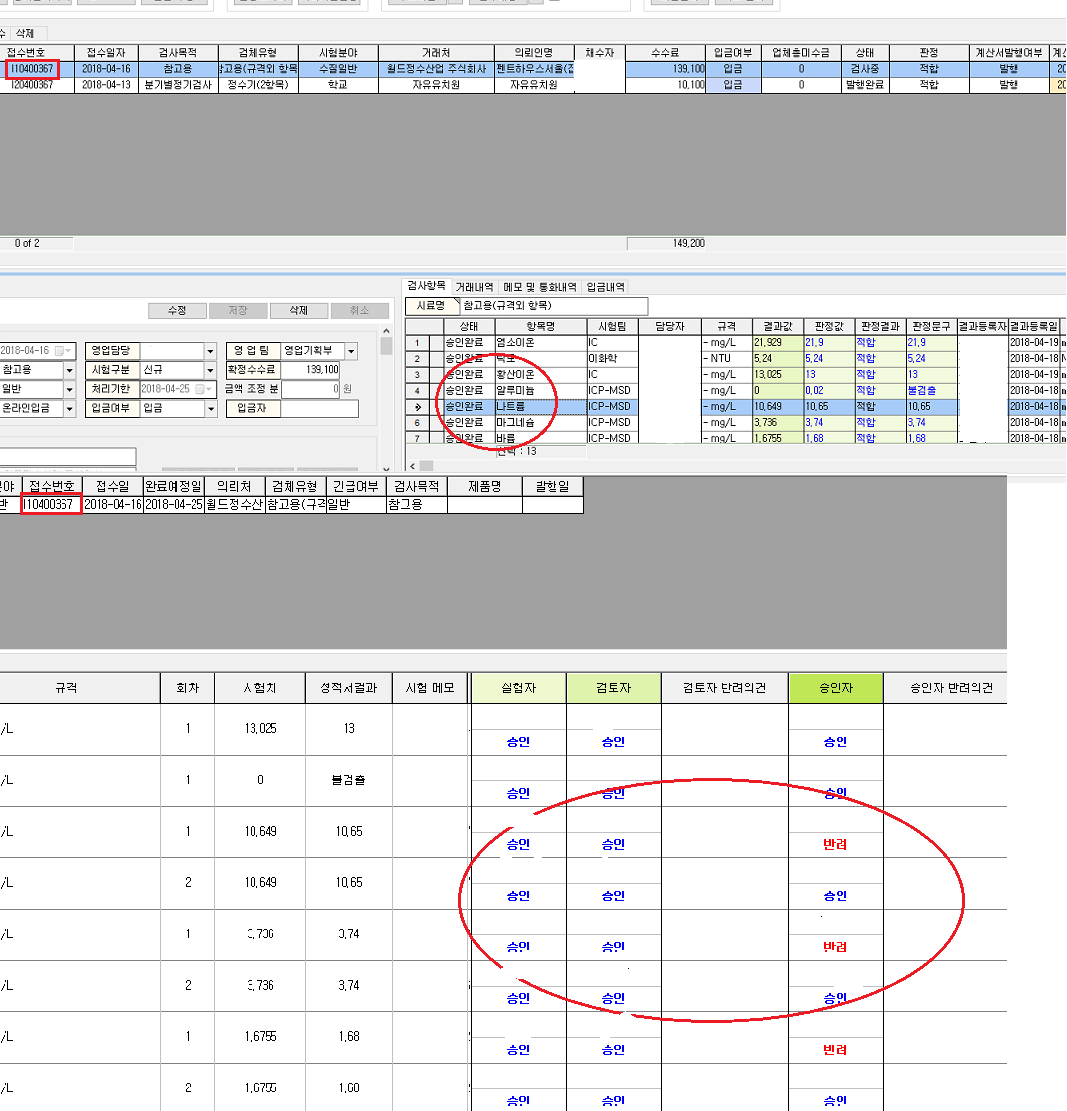 삭제
접수번호 접수일자 검사목적 검체유형 시험분야 거래처 의뢰인명 채수자 수수료 입금여부 업체총미수금 상태 판정 계산서발행여부
I10400367 2018-04-16 참고용 참고용(규격외 항목 수질일반 월드정수산업 주식회사 펜트하우스서울(집 139,100 입금 0 검사중 적합 발행
I20400367 2018-04-13 분기별정기검사 정수기(2항목) 학교 자유유치원 자유유치원 10,100 입금 0 발행완료 적합 발행
0 of 2 149,200
검사항목 거래내역 메모 및 통화내역 입금내역
수정 저장 삭제 취소
시료명 참고용(규격외 항목)
상태 항목명 시험팀 담당자 규격 결과값 판정값 판정결과 판정문구 결과등록자 결과등록일
2018-04-16 영업담당 영 업 팀 영업기획부
참고용 시험구분 신규 확정수수료 139,100
일반 처리기한 2018-04-25 금액 조정 분 0 원
온라인입금 입금여부 입금 입금자
1 승인완료 염소이온 IC - mg/L 21,929 21,9 적합 21,9 2018-04-19
2 승인완료 탁도 이화학 - NTU 5,24 5,24 적합 5,24 2018-04-18
3 승인완료 황산이온 IC - mg/L 13,025 13 적합 13 2018-04-19
4 승인완료 알루미늄 ICP-MSD - mg/L 0 0,02 적합 불검출 2018-04-18
승인완료 나트륨 ICP-MSD - mg/L 10,649 10,65 적합 10,65 2018-04-18
6 승인완료 마그네슘 ICP-MSD - mg/L 3,736 3,74 적합 3,74 2018-04-18
7 승인완료 바륨 ICP-MSD - mg/L 1,6755 1,68 적합 1,68 2018-04-18
선택 : 13
접수번호 접수일 완료예정일 의뢰처 검체유형 긴급여부 검사목적 제품명 발할일
반 I10400367 2018-04-16 2018-04-25 월드정수산 참고용(규격 일반 참고용
규격 회차 시험치 성적서결과 시험 메모 실험자 검토자 검토자 반려의견 승인자 승인자 반려의견
/L 1 13,025 13 승인 승인 승인
/L 1 0 불검출 승인 승인 승인
/L 1 10,649 10,65 승인 승인 반려
/L 2 10,649 10,65 승인 승인 승인
/L 1 3,736 3,74 승인 승인 반려
/L 2 3,736 3,74 승인 승인 승인
/L 1 1,6755 1,68 승인 승인 반려
/L 2 1,6755 1,68 승인 승인 승인